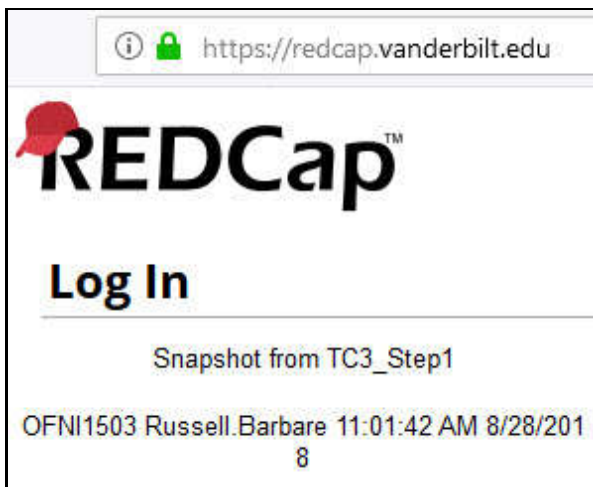 https://redcap.vanderbilt.edu
REDCap™
Log In
Snapshot from TC3_Step1
OFNI1503 Russell.Barbare 11:01:42 AM 8/28/201
8